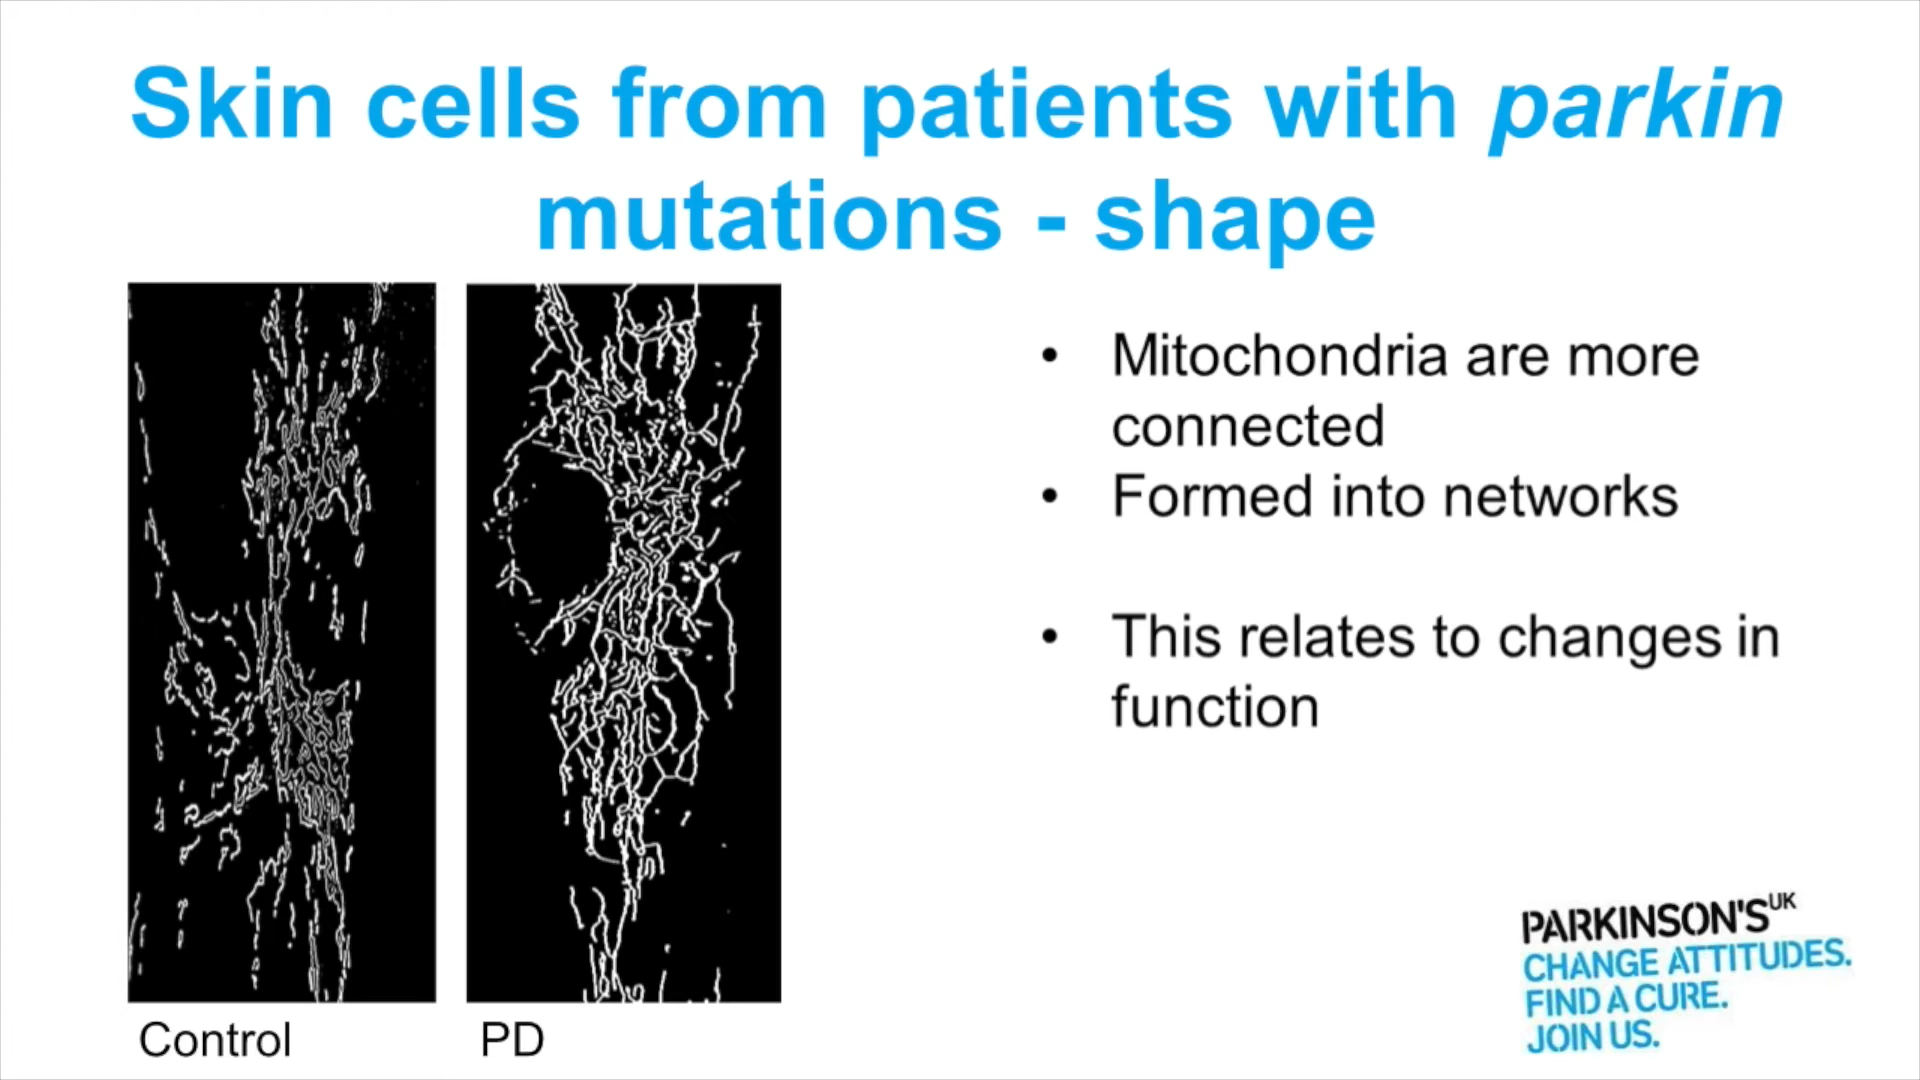 Skin cells from patients with parkin
mutations - shape
• Mitochondria are more
connected
• Formed into networks
• This relates to changes in
function
Control
PD
PARKINSON'S UK
CHANGE ATTITUDES.
FIND A CURE.
JOIN US.